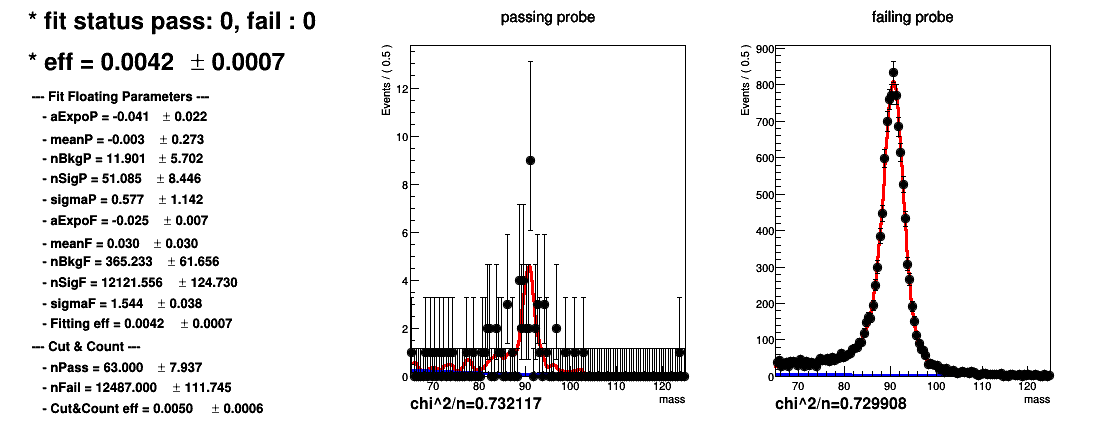 * fit status pass: 0, fail : 0
* eff = 0.0042 ± 0.0007
--- Fit Floating Parameters ---
- aExpoP = -0.041 ± 0.022
- meanP = -0.003 ± 0.273
- nBkgP = 11.901 ± 5.702
- nSigP = 51.085 ± 8.446
- sigmaP = 0.577 ± 1.142
- aExpoF = -0.025 ± 0.007
- meanF = 0.030 ± 0.030
- nBkgF = 365.233 ± 61.656
- nSigF = 12121.556 ± 124.730
- sigmaF = 1.544 ± 0.038
- Fitting eff = 0.0042 ± 0.0007
--- Cut & Count ---
- nPass = 63.000 ± 7.937
- nFail = 12487.000 ± 111.745
- Cut&Count eff = 0.0050 ± 0.0006
passing probe
Events / ( 0.5 )
12
10
8
6
4
2
0
70 80 90 100 110 120
mass
chi^2/n=0.732117
failing probe
Events / ( 0.5 )
900
800
700
600
500
400
300
200
100
0
70 80 90 100 110 120
mass
chi^2/n=0.729908